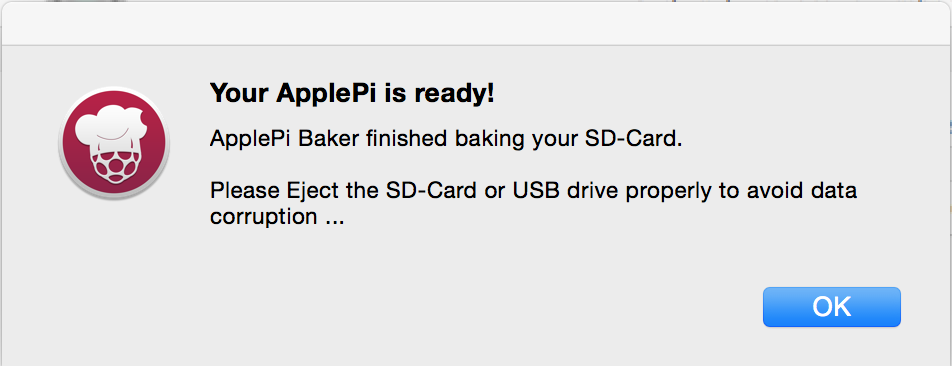 Your ApplePi is ready!
ApplePi Baker finished baking your SD-Card.
Please Eject the SD-Card or USB drive properly to avoid data
corruption ...
OK